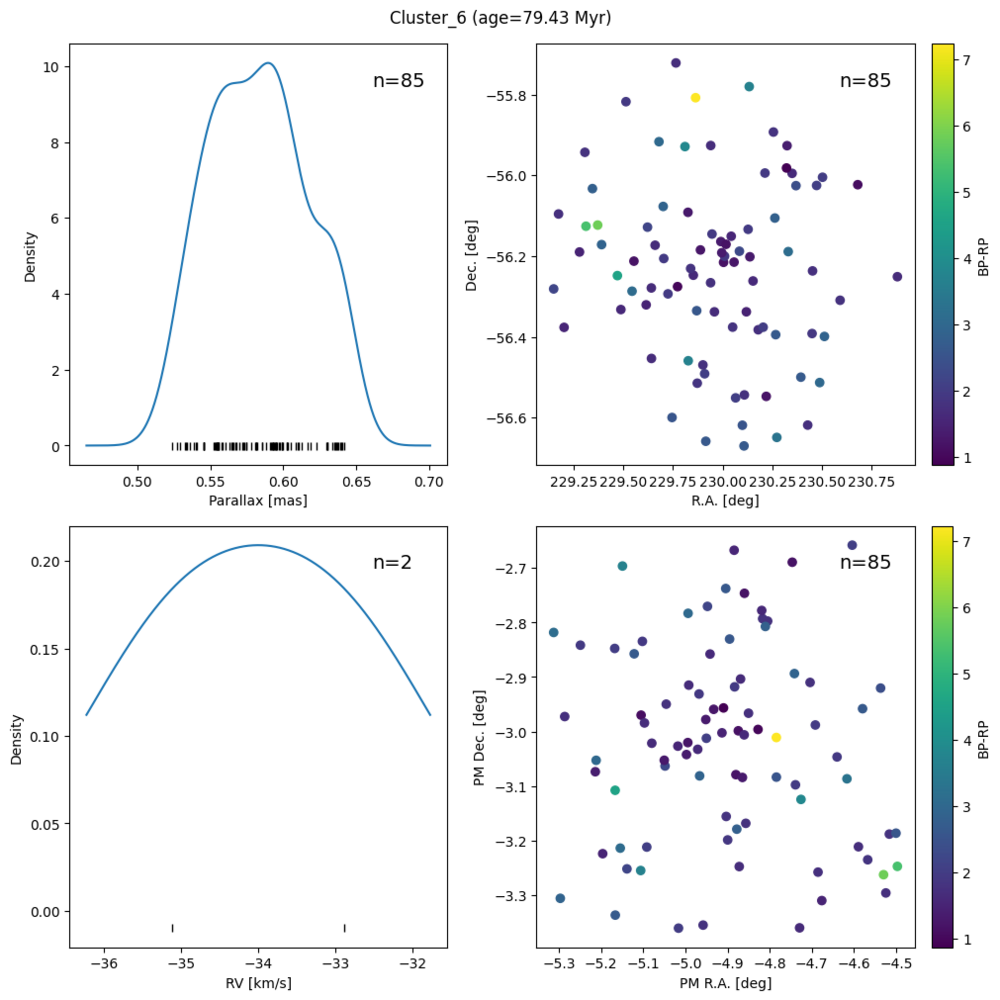 Cluster_6 (age=79.43 Myr)
n=85
10
8
6
4
2
0
Density
0.50 0.55 0.60 0.65 0.70
Parallax [mas]
n=85
−55.8
−56.0
−56.2
−56.4
−56.6
Dec. [deg]
229.25 229.50 229.75 230.00 230.25 230.50 230.75
R.A. [deg]
7
6
5
4
3
2
1
BP-RP
n=2
0.20
0.15
0.10
0.05
0.00
Density
−36 −35 −34 −33 −32
RV [km/s]
n=85
−2.7
−2.8
−2.9
−3.0
−3.1
−3.2
−3.3
PM Dec. [deg]
−5.3 −5.2 −5.1 −5.0 −4.9 −4.8 −4.7 −4.6 −4.5
PM R.A. [deg]
7
6
5
4
3
2
1
BP-RP